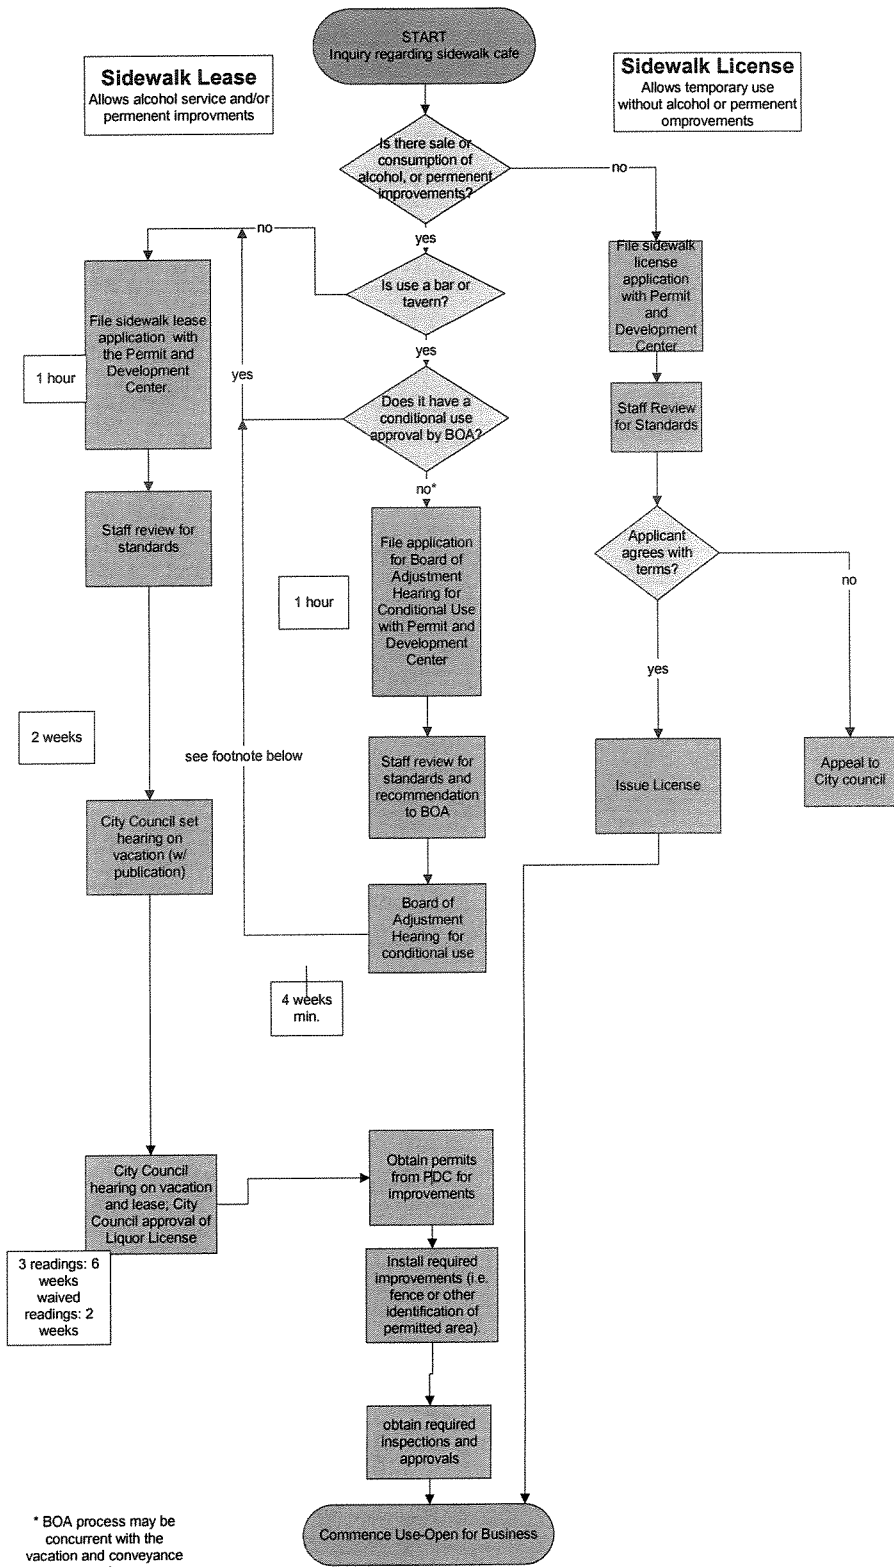 START
Inquiry regarding sidewalk cafe
Sidewalk Lease
Allows alcohol service and/or
permenent improvments
Sidewalk License
Allows temporary use
without alcohol or permenent
omprovements
Is there sale or
consumption of
alcohol, or permenent
improvements?
no
yes
no
Is use a bar or
tavern?
File sidewalk
license
application
with Permit
and
Development
Center
File sidewalk lease
application with
the Permit and
Development
Center.
1 hour
yes
yes
Does it have a
conditional use
approval by BOA?
Staff Review
for Standards
no*
Staff review for
standards
File application
for Board of
Adjustment
Hearing for
Conditional Use
with Permit and
Development
Center
1 hour
Applicant
agrees with
terms?
no
yes
2 weeks
see footnote below
Staff review for
standards and
recommendation
to BOA
Issue License
Appeal to
City council
City Council set
hearing on
vacation (w/
publication)
Board of
Adjustment
Hearing for
conditional use
4 weeks
min.
City Council
hearing on vacation
and lease; City
Council approval of
Liquor License
3 readings: 6
weeks
waived
readings: 2
weeks
Obtain permits
from PDC for
improvements
Install required
improvements (i.e.
fence or other
identification of
permitted area).
obtain required
inspections and
approvals
Commence Use-Open for Business
* BOA process may be
concurrent with the
vacation and conveyance